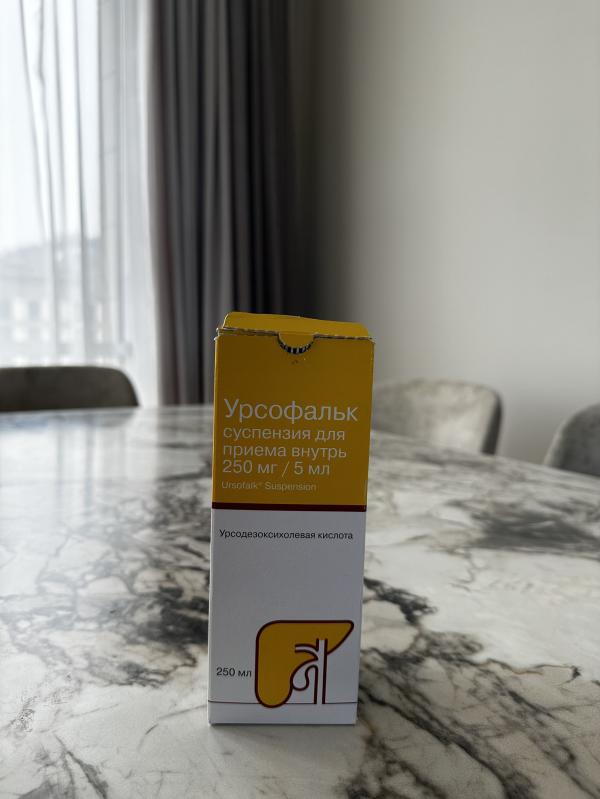 Урсофальк
суспензия для
приема внутрь
250 мг / 5 мл
Ursofalk® Suspension
Урсодезоксихолевая кислота
250 мл